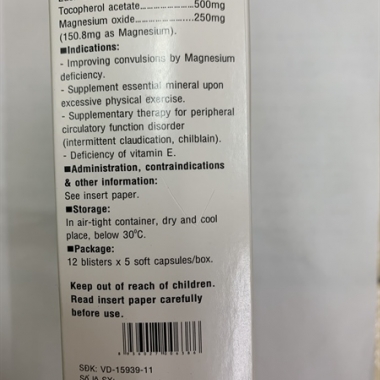 Tocopherol acetate......................500mg
Magnesium oxide......................250mg
(150.8mg as Magnesium).
■Indications:
- Improving convulsions by Magnesium
deficiency.
- Supplement essential mineral upon
excessive physical exercise.
- Supplementary therapy for peripheral
circulatory function disorder
(intermittent claudication, chilblain).
- Deficiency of vitamin E.
■Administration, contraindications
& other information:
See insert paper.
■Storage:
In air-tight container, dry and cool
place, below 30°C.
■Package:
12 blisters x 5 soft capsules/box.
Keep out of reach of children.
Read insert paper carefully
before use.
SĐK: VD-15939-11
Số lô SX: